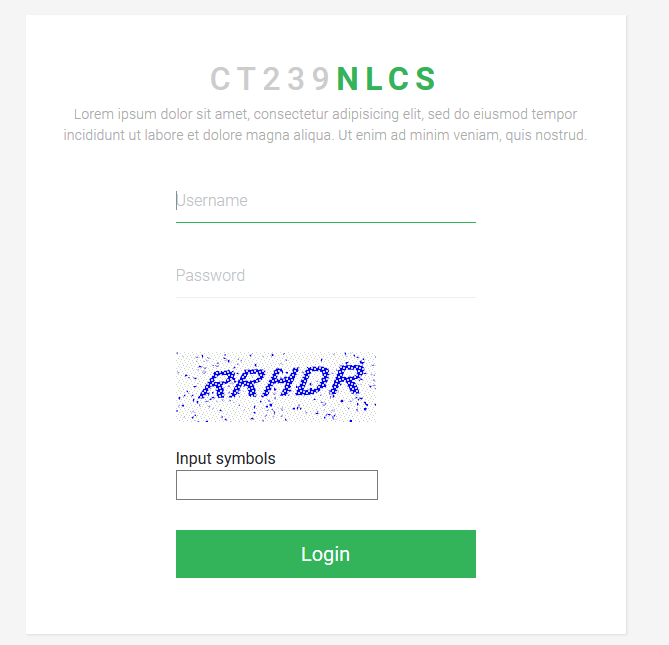 CT239NLCS
Lorem ipsum dolor sit amet, consectetur adipisicing elit, sed do eiusmod tempor
incididunt ut labore et dolore magna aliqua. Ut enim ad minim veniam, quis nostrud.
Username
Password
Input symbols
Login